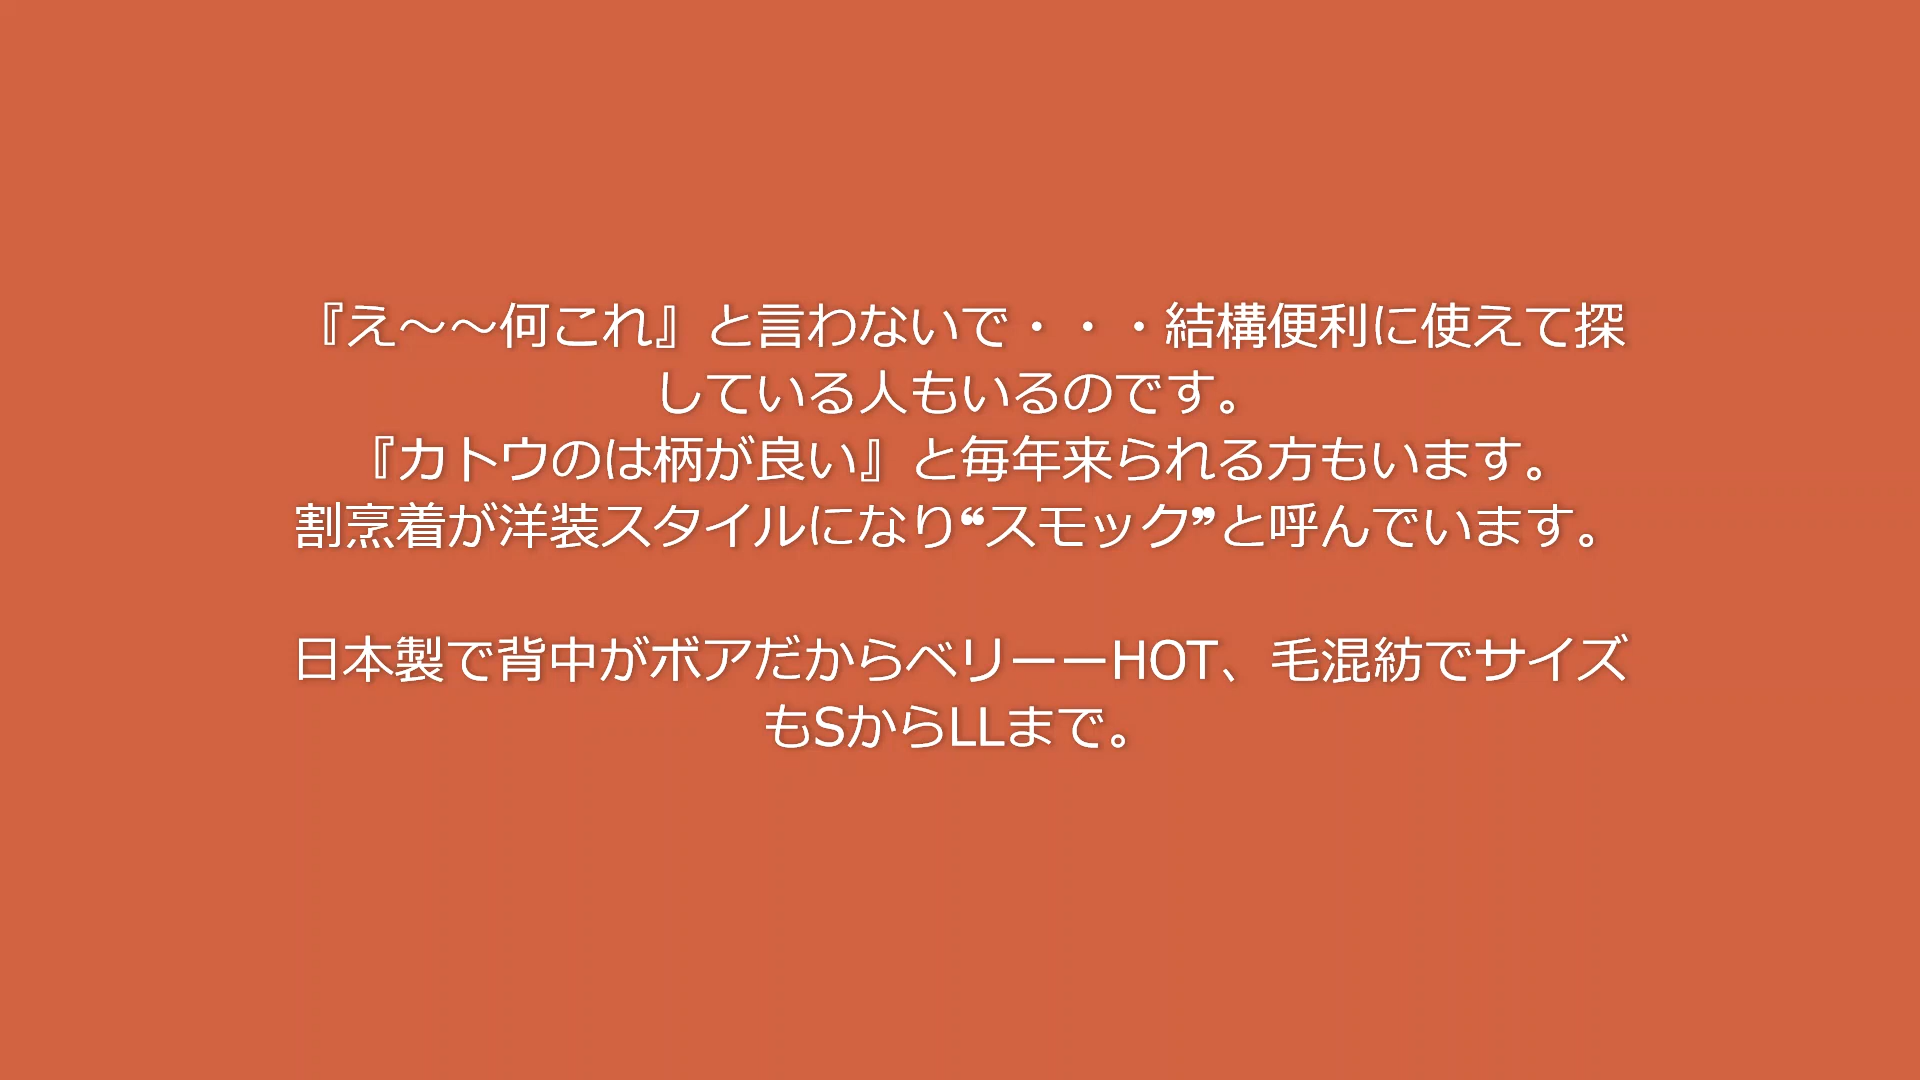 『え〜〜何これ』と言わないで・・・結構便利に使えて探
している人もいるのです。
『カトウのは柄が良い』と毎年来られる方もいます。
割烹着が洋装スタイルになり❝スモック❞と呼んでいます。
日本製で背中がボアだからベリーーHOT、毛混紡でサイズ
もSからLLまで。